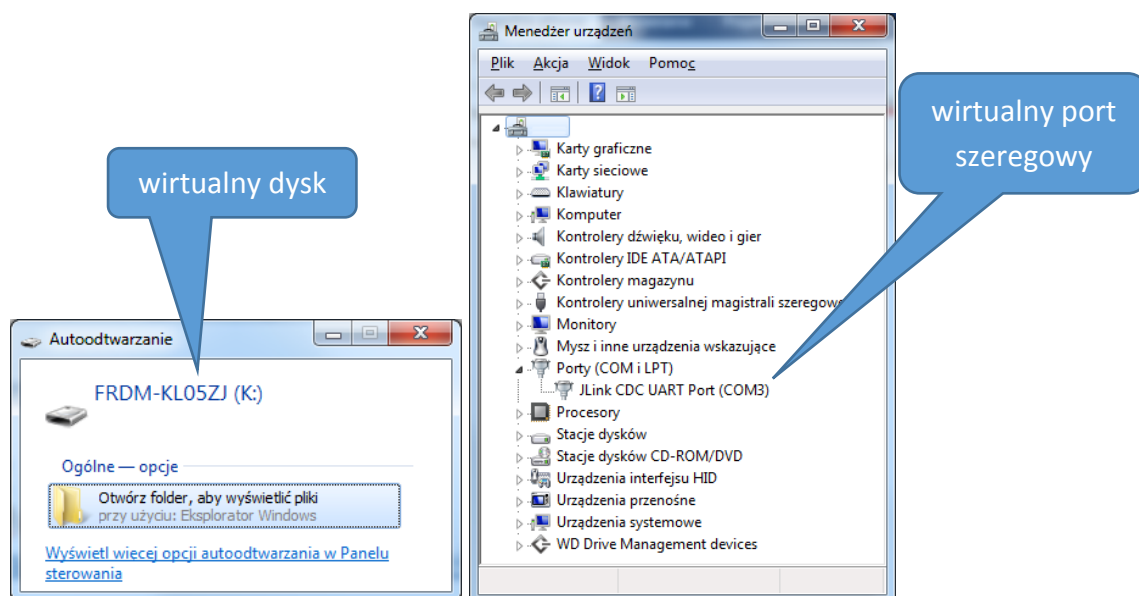 wirtualny dysk
Autoodtwarzanie
FRDM-KL05ZJ (K:)
Ogólne — opcje
Otwórz folder, aby wyświetlić pliki
przy użyciu: Eksplorator Windows
Wyświetl wiecej opcji autoodtwarzania w Panelu
sterowania
Menedżer urządzeń
Plik Akcja Widok Pomoc
Karty graficzne
Karty sieciowe
Klawiatury
Komputer
Kontrolery dźwięku, wideo i gier
Kontrolery IDE ATA/ATAPI
Kontrolery magazynu
Kontrolery uniwersalnej magistrali szeregowe
Monitory
Mysz i inne urządzenia wskazujące
Porty (COM i LPT)
JLink CDC UART Port (COM3)
Procesory
Stacje dysków
Stacje dysków CD-ROM/DVD
Urządzenia interfejsu HID
Urządzenia przenośne
Urządzenia systemowe
WD Drive Management devices
wirtualny port
szeregowy